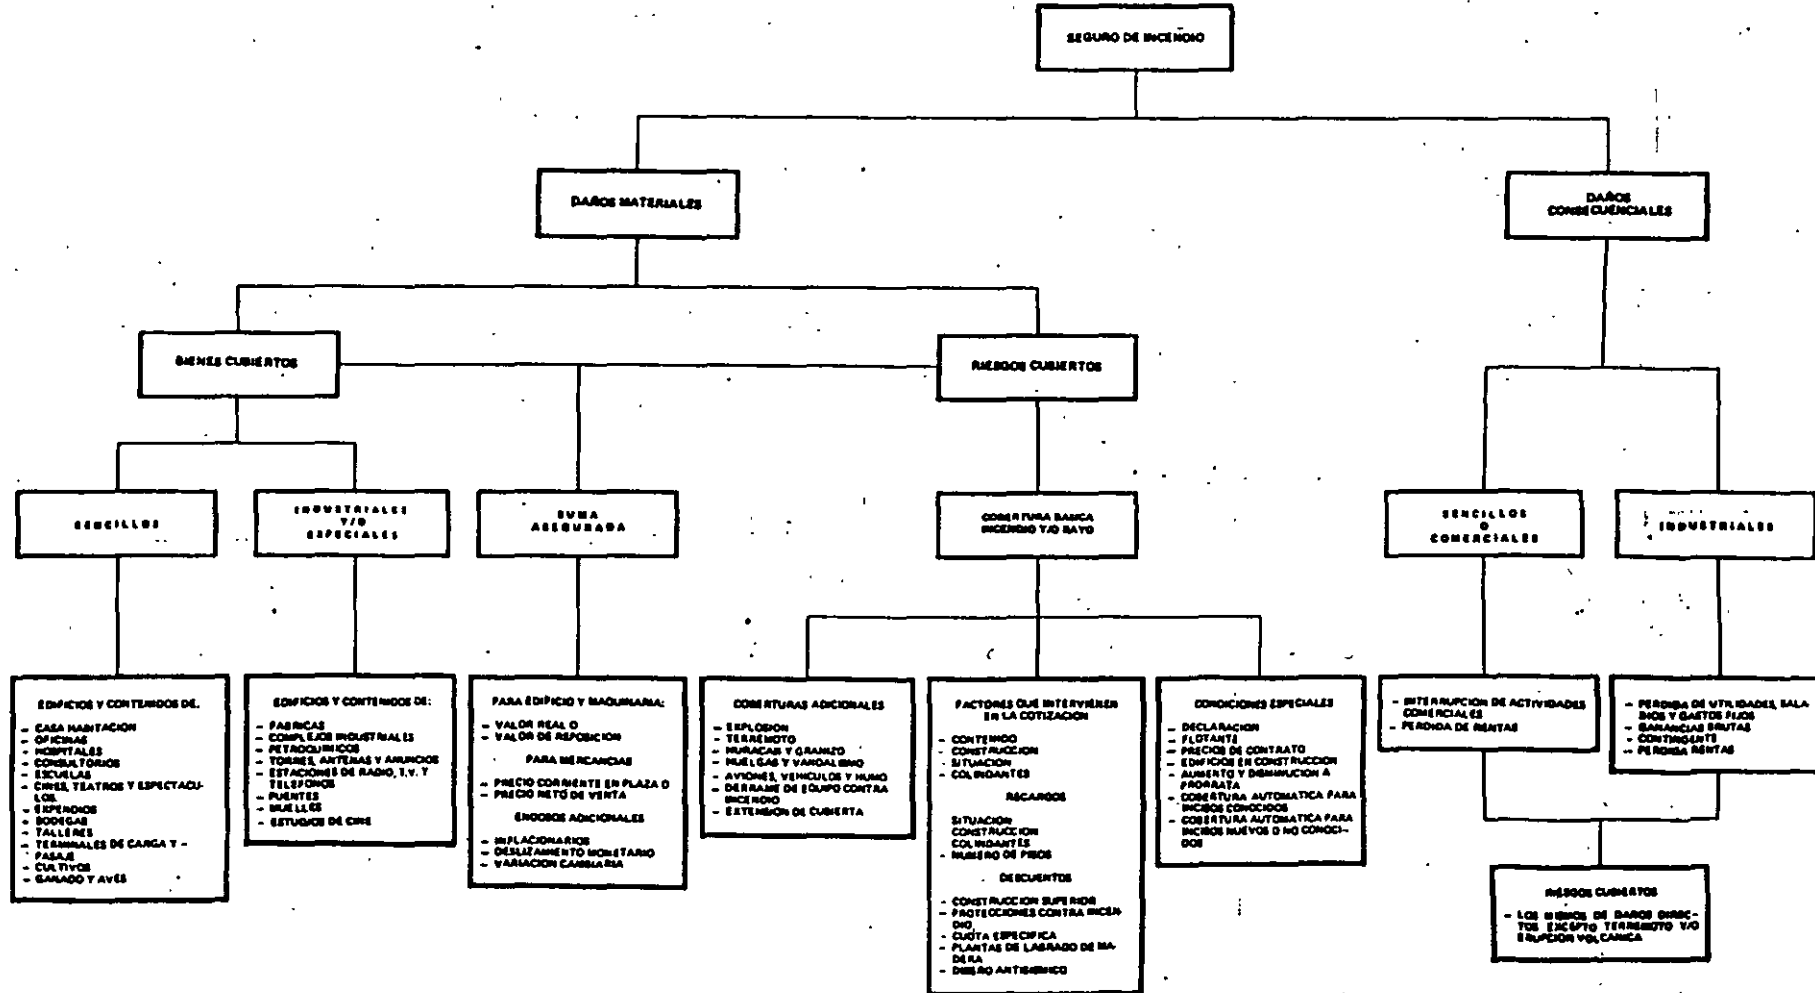 SEGURO DE INCENDIO
DAÑOS MATERIALES
DAÑOS
CONSECUENCIALES
BIENES CUBIERTOS
RIESGOS CUBIERTOS
SENCILLOS
INDUSTRIALES
Y/O
ESPECIALES
SUMA
ASEGURADA
COBERTURA BASICA
INCENDIO Y/O RAYO
SENCILLOS
O
COMERCIALES
INDUSTRIALES
EDIFICIOS Y CONTENIDOS DE.
- CASA HABITACION
- OFICINAS
- HOSPITALES
- CONSULTORIOS
- ESCUELAS
- CINES, TEATROS Y ESPECTACU-
LOS.
- EXPENDIOS
- BODEGAS
- TALLERES
- TERMINALES DE CARGA Y -
PASAJE
- CULTIVOS
- GANADO Y AVES
EDIFICIOS Y CONTENIDOS DE:
- FABRICAS
- COMPLEJOS INDUSTRIALES
- PETROQUIMICOS
- TORRES, ANTENAS Y ANUNCIOS
- ESTACIONES DE RADIO, T.V. Y
TELEFONOS
- PUENTES
- MUELLES
- ESTUDIOS DE CINE
PARA EDIFICIO Y MAQUINARIA:
- VALOR REAL O
- VALOR DE REPOSICION
PARA MERCANCIAS
- PRECIO CORRIENTE EN PLAZA O
- PRECIO NETO DE VENTA
ENDOSOS ADICIONALES
- INFLACIONARIOS
- DESLIZAMIENTO MONETARIO
- VARIACION CAMBIARIA
COBERTURAS ADICIONALES
- EXPLOSION
- TERREMOTO
- HURACAN Y GRANIZO
- HUELGAS Y VANDALISMO
- AVIONES, VEHICULOS Y HUMO
- DERRAME DE EQUIPO CONTRA
INCENDIO
- EXTENSION DE CUBIERTA
FACTORES QUE INTERVIENEN
EN LA COTIZACION
- CONTENIDO
- CONSTRUCCION
- SITUACION
- COLINDANTES
RECARGOS
SITUACION
CONSTRUCCION
COLINDANTES
- NUMERO DE PISOS
DESCUENTOS
- CONSTRUCCION SUPERIOR
- PROTECCIONES CONTRA INCEN-
DIO
- CUOTA ESPECIFICA
- PLANTAS DE LABRADO DE MA-
DERA
- DISEÑO ANTISISMICO
CONDICIONES ESPECIALES
- DECLARACION
- FLOTANTE
- PRECIOS DE CONTRATO
- EDIFICIOS EN CONSTRUCCION
- AUMENTO Y DISMINUCION A
PRORRATA
- COBERTURA AUTOMATICA PARA
INCISOS CONOCIDOS
- COBERTURA AUTOMATICA PARA
INCISOS NUEVOS O NO CONOCI-
DOS
- INTERRUPCION DE ACTIVIDADES
COMERCIALES
- PERDIDA DE RENTAS
- PERDIDA DE UTILIDADES, SALA
RIOS Y GASTOS FIJOS
- GANANCIAS BRUTAS
- CONTINGENTE
- PERDIDA RENTAS
RIESGOS CUBIERTOS
- LOS MISMOS DE DAÑOS DIREC-
TOS EXCEPTO TERREMOTO Y/O
ERUPCION VOLCANICA